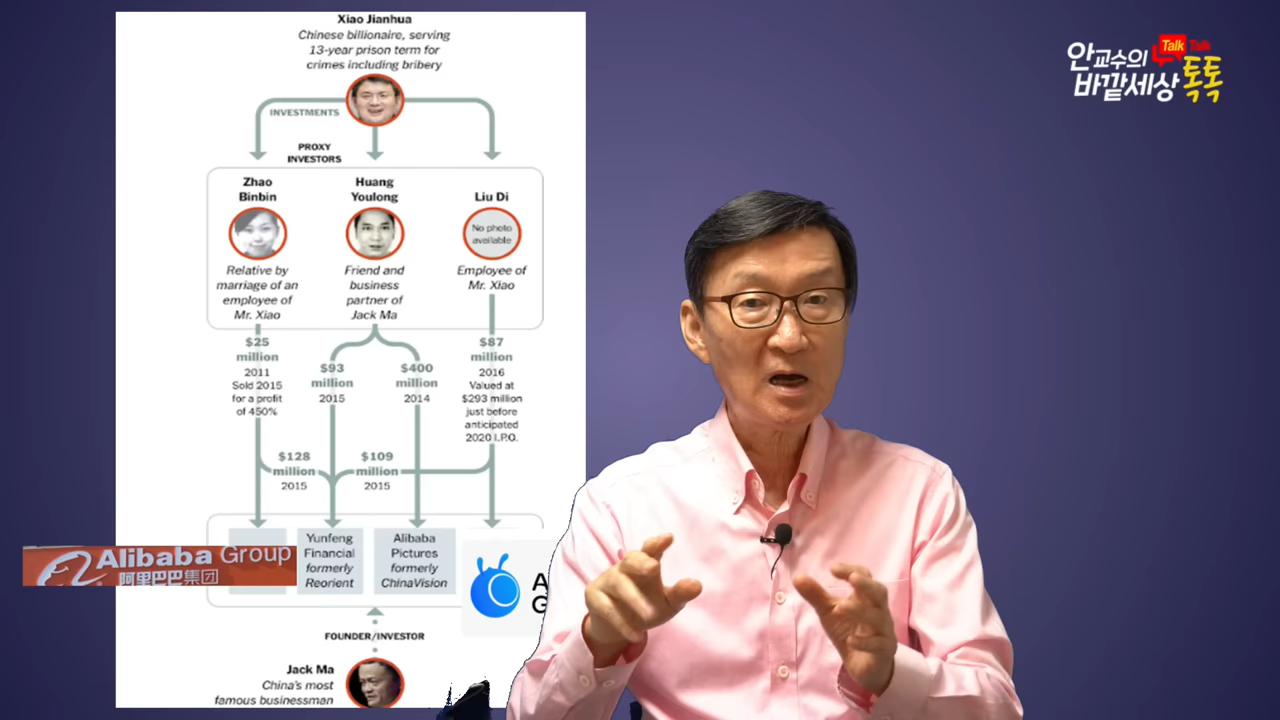 Xiao Jianhua
Chinese billionaire, serving
13-year prison term for
crimes including bribery
INVESTMENTS
PROXY
INVESTORS
Zhao
Binbin
Huang
Youlong
Liu Di
No photo
available
Relative by
marriage of an
employee of
Mr. Xiao
Friend and
business
partner of
Jack Ma
Employee of
Mr. Xiao
$25
million
2011
Sold 2015
for a profit
of 450%
$93
million
2015
$400
million
2014
$87
million
2016
Valued at
$293 million
just before
anticipated
2020 I.P.O.
$128
million
2015
$109
million
2015
Alibaba Group
阿里巴巴集团
Yunfeng
Financial
formerly
Reorient
Alibaba
Pictures
formerly
ChinaVision
A
G
FOUNDER/INVESTOR
Jack Ma
China's most
famous businessman
안교수의 Talk Talk
바깥세상 톡톡